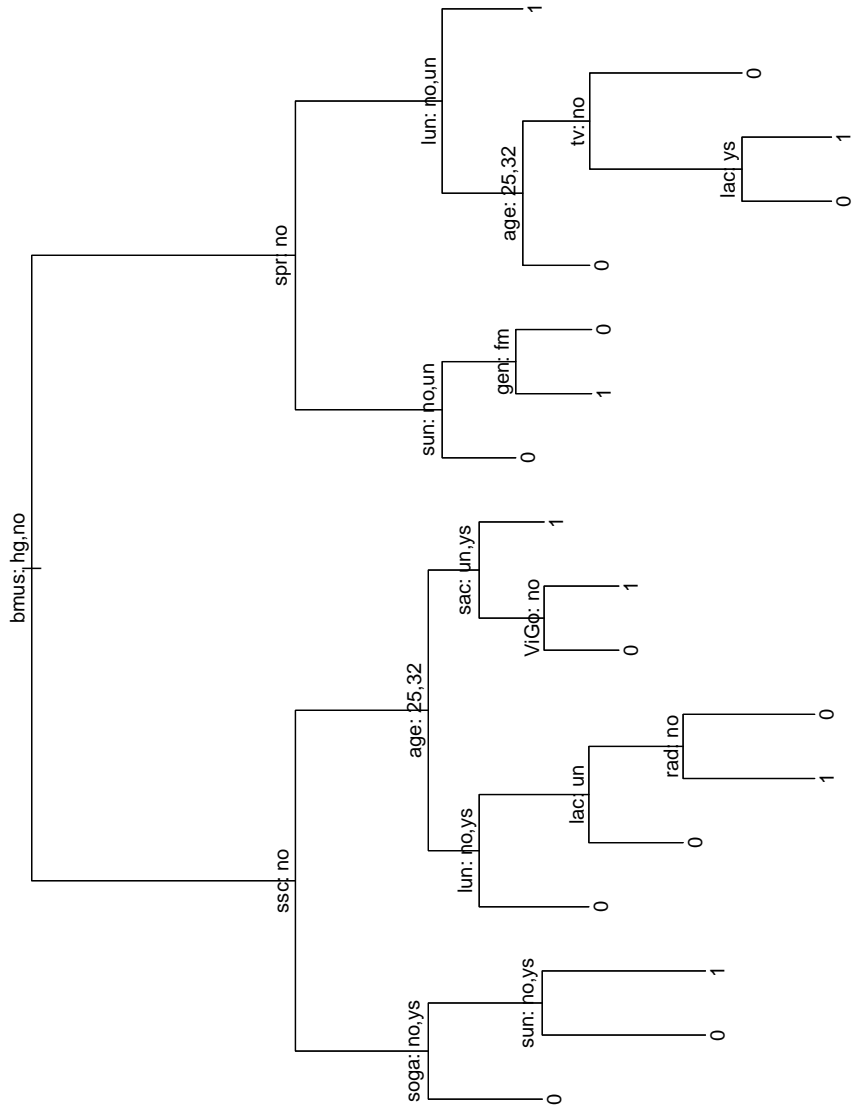 bmus: hg,no
ssc: no
spr: no
soga: no,ys
age: 25,32
sun: no,un
lun: no,un
0
sun: no,ys
lun: no,ys
sac: un,ys
0
gen: fm
age: 25,32
1
0
1
0
lac: un
ViGo: no
1
1
0
0
tv: no
0
rad: no
0
1
lac: ys
0
1
0
0
1